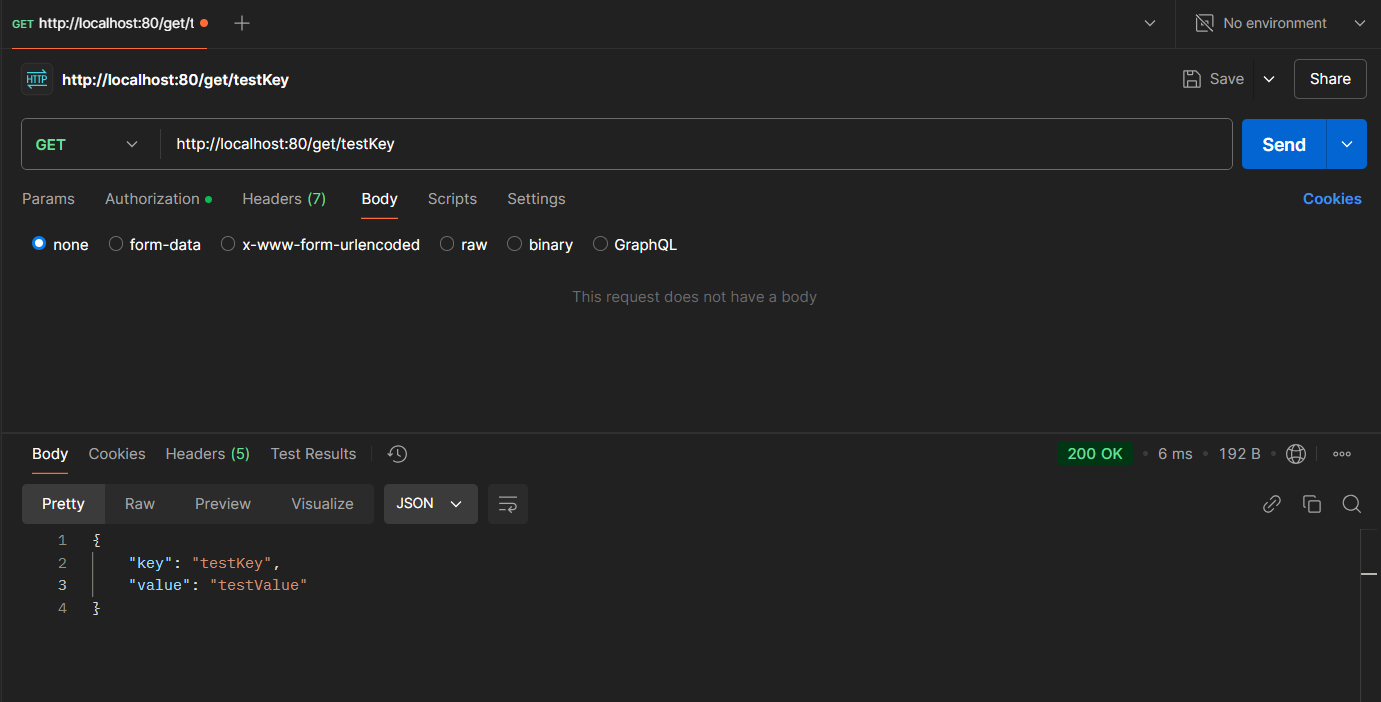 GET http://localhost:80/get/t
No environment
HTTP http://localhost:80/get/testKey
Save
Share
GET http://localhost:80/get/testKey
Send
Params Authorization Headers (7) Body Scripts Settings Cookies
none form-data x-www-form-urlencoded raw binary GraphQL
This request does not have a body
Body Cookies Headers (5) Test Results 200 OK 6 ms 192 B
Pretty Raw Preview Visualize JSON
1 {
2 "key": "testKey",
3 "value": "testValue"
4 }